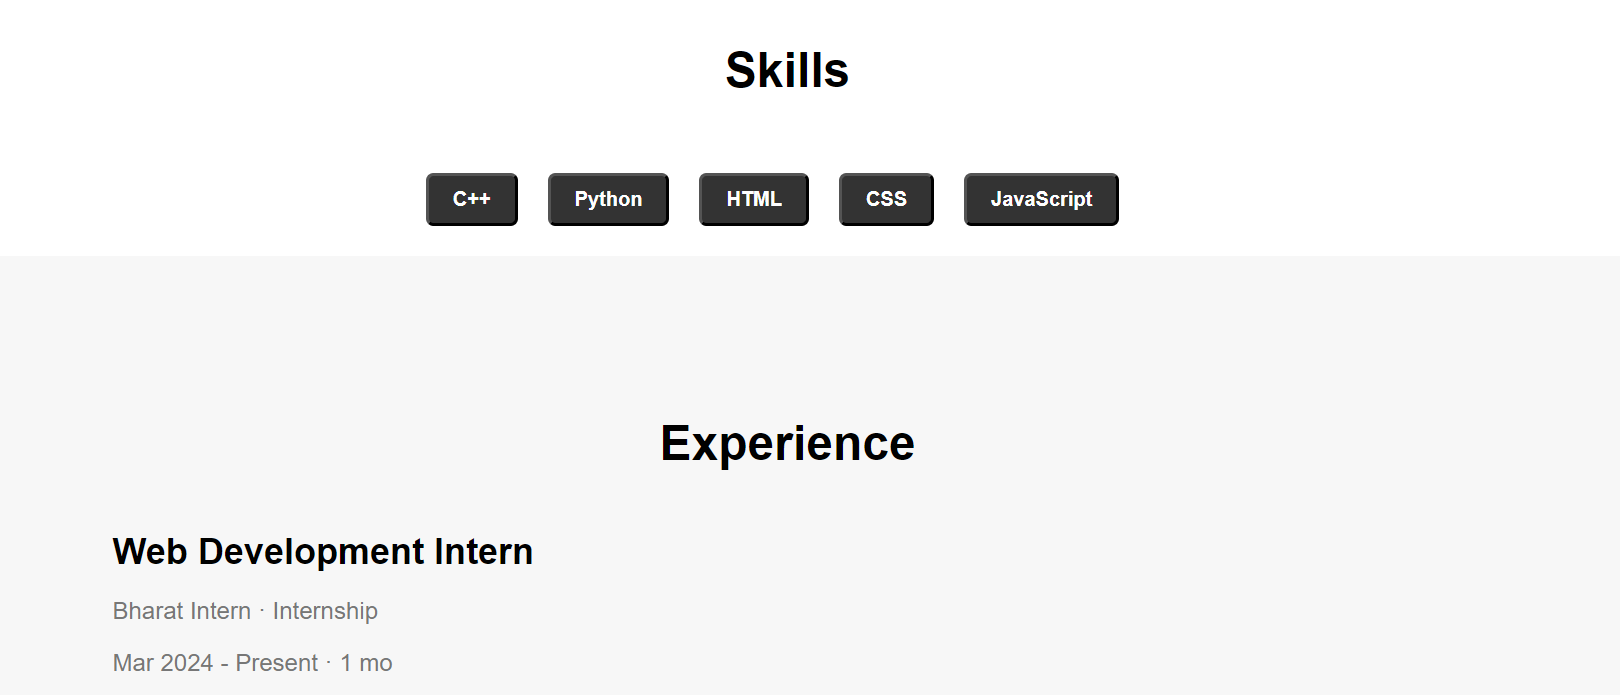 Skills
C++ Python HTML CSS JavaScript
Experience
Web Development Intern
Bharat Intern · Internship
Mar 2024 - Present · 1 mo